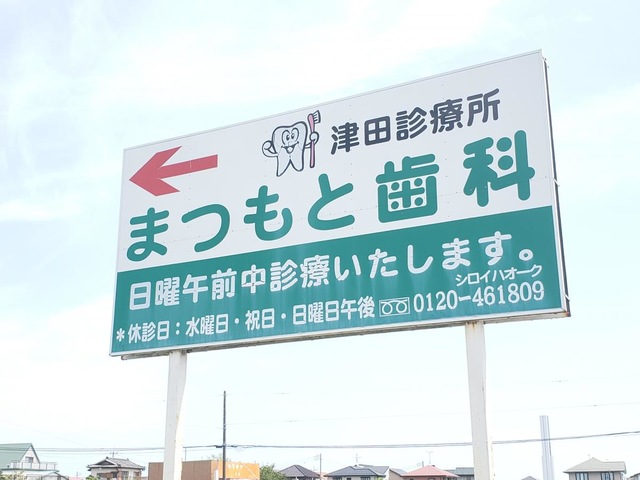 津田診療所
まつもと歯科
日曜午前中診療いたします。
シロイハオーク
*休診日:水曜日・祝日・日曜日午後 0120-461809